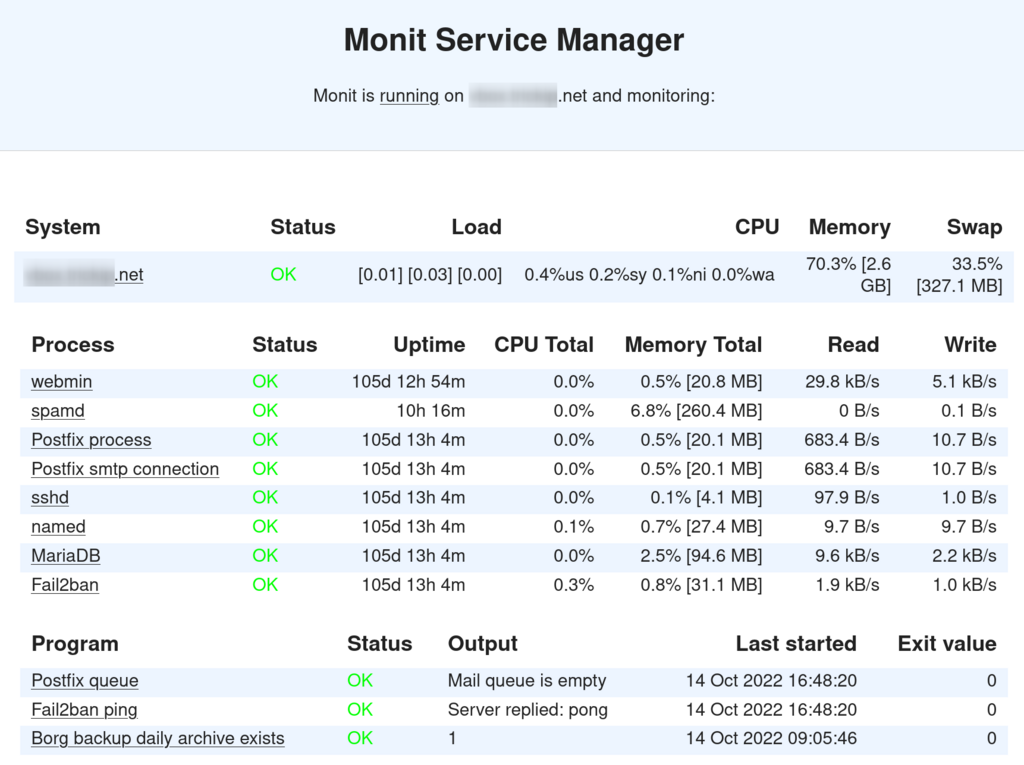 Monit Service Manager
Monit is running on .net and monitoring:
System Status Load CPU Memory Swap
.net OK [0.01] [0.03] [0.00] 0.4%us 0.2%sy 0.1%ni 0.0%wa 70.3% [2.6 GB] 33.5% [327.1 MB]
Process Status Uptime CPU Total Memory Total Read Write
webmin OK 105d 12h 54m 0.0% 0.5% [20.8 MB] 29.8 kB/s 5.1 kB/s
spamd OK 10h 16m 0.0% 6.8% [260.4 MB] 0 B/s 0.1 B/s
Postfix process OK 105d 13h 4m 0.0% 0.5% [20.1 MB] 683.4 B/s 10.7 B/s
Postfix smtp connection OK 105d 13h 4m 0.0% 0.5% [20.1 MB] 683.4 B/s 10.7 B/s
sshd OK 105d 13h 4m 0.0% 0.1% [4.1 MB] 97.9 B/s 1.0 B/s
named OK 105d 13h 4m 0.1% 0.7% [27.4 MB] 9.7 B/s 9.7 B/s
MariaDB OK 105d 13h 4m 0.0% 2.5% [94.6 MB] 9.6 kB/s 2.2 kB/s
Fail2ban OK 105d 13h 4m 0.3% 0.8% [31.1 MB] 1.9 kB/s 1.0 kB/s
Program Status Output Last started Exit value
Postfix queue OK Mail queue is empty 14 Oct 2022 16:48:20 0
Fail2ban ping OK Server replied: pong 14 Oct 2022 16:48:20 0
Borg backup daily archive exists OK 1 14 Oct 2022 09:05:46 0